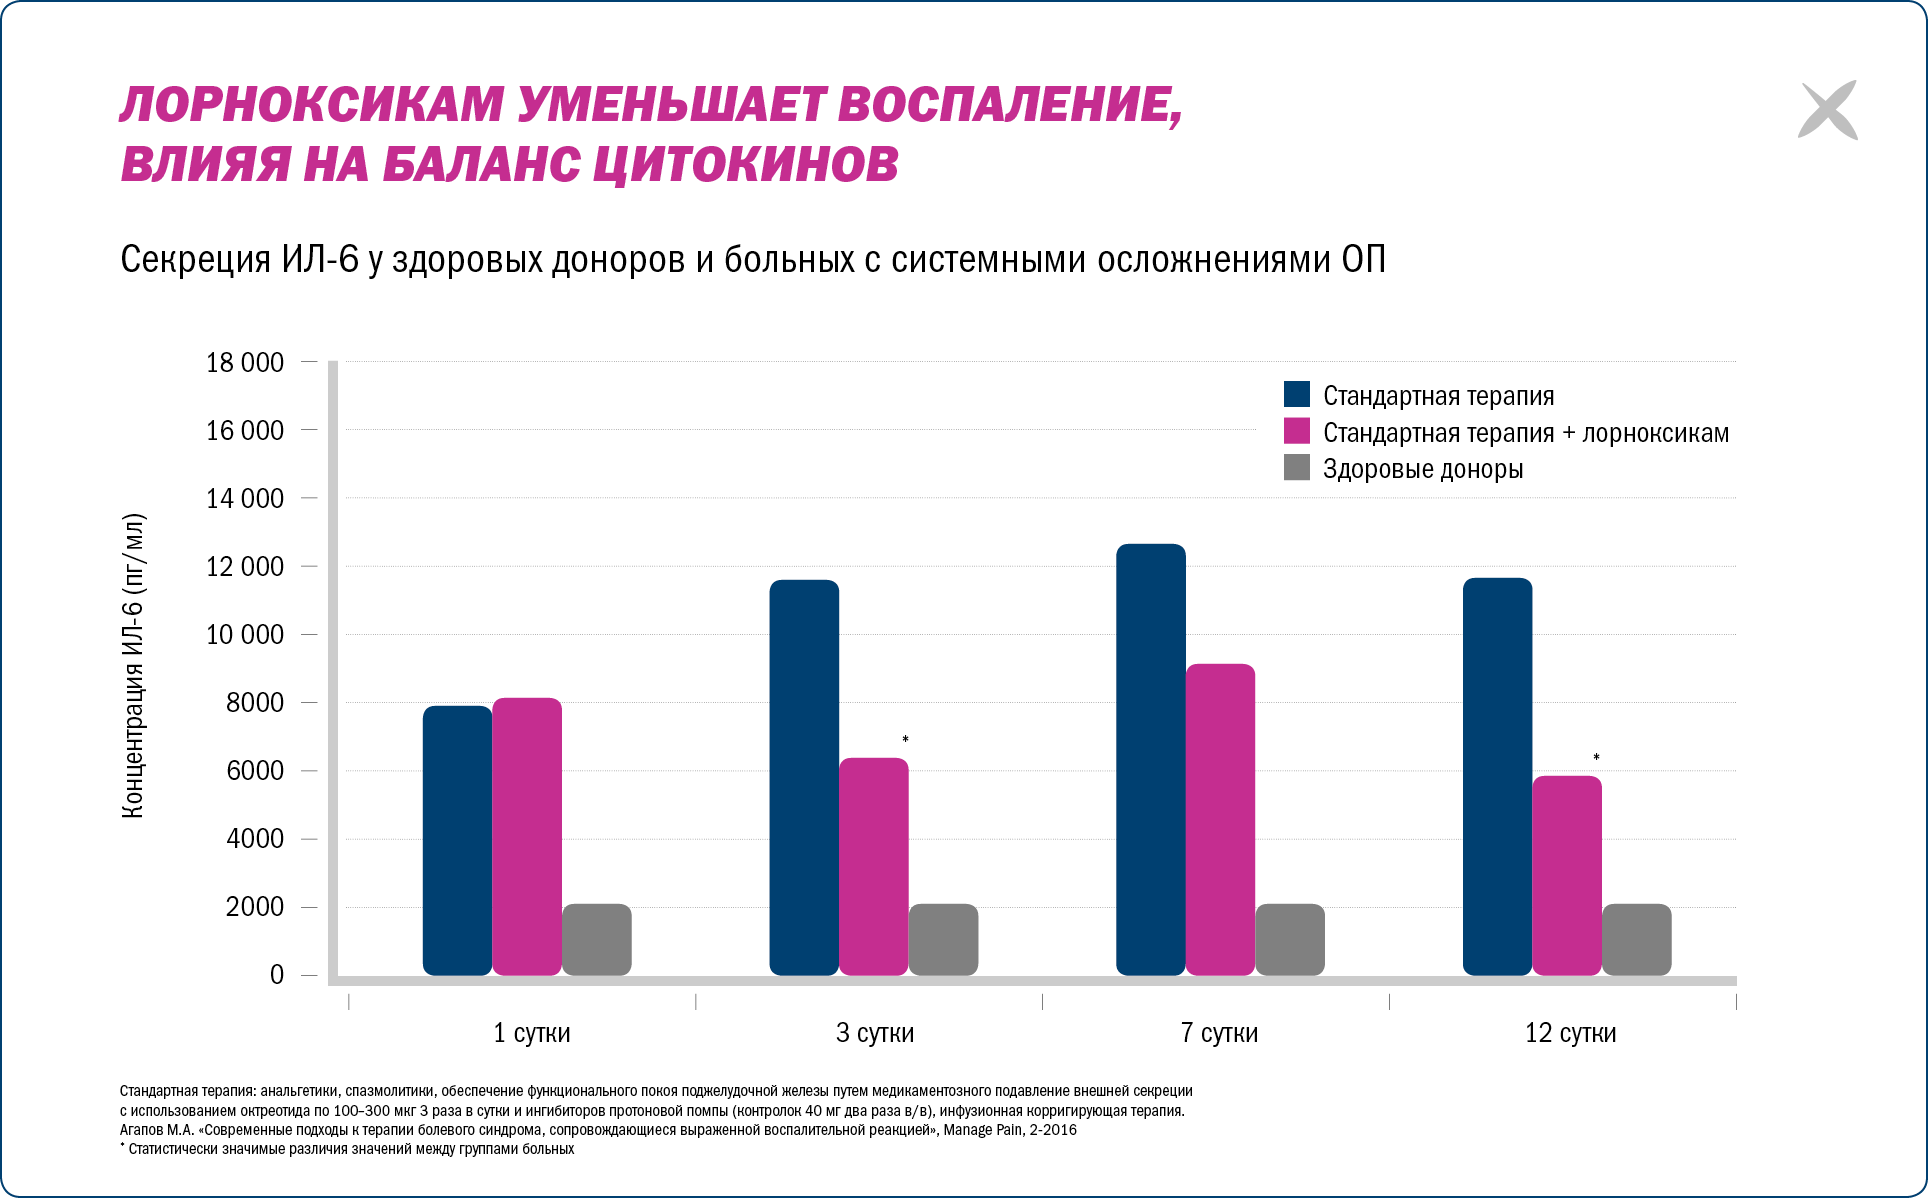 ЛОРНОКСИКАМ УМЕНЬШАЕТ ВОСПАЛЕНИЕ,
ВЛИЯЯ НА БАЛАНС ЦИТОКИНОВ
Секреция ИЛ-6 у здоровых доноров и больных с системными осложнениями ОП
Концентрация ИЛ-6 (пг/мл)
18 000
16 000
14 000
12 000
10 000
8000
6000
4000
2000
0
Стандартная терапия
Стандартная терапия + лорноксикам
Здоровые доноры
*
*
1 сутки
3 сутки
7 сутки
12 сутки
Стандартная терапия: анальгетики, спазмолитики, обеспечение функционального покоя поджелудочной железы путем медикаментозного подавление внешней секреции
с использованием октреотида по 100–300 мкг 3 раза в сутки и ингибиторов протоновой помпы (контролок 40 мг два раза в/в), инфузионная корригирующая терапия.
Агапов М.А. «Современные подходы к терапии болевого синдрома, сопровождающиеся выраженной воспалительной реакцией», Manage Pain, 2-2016
* Статистически значимые различия значений между группами больных